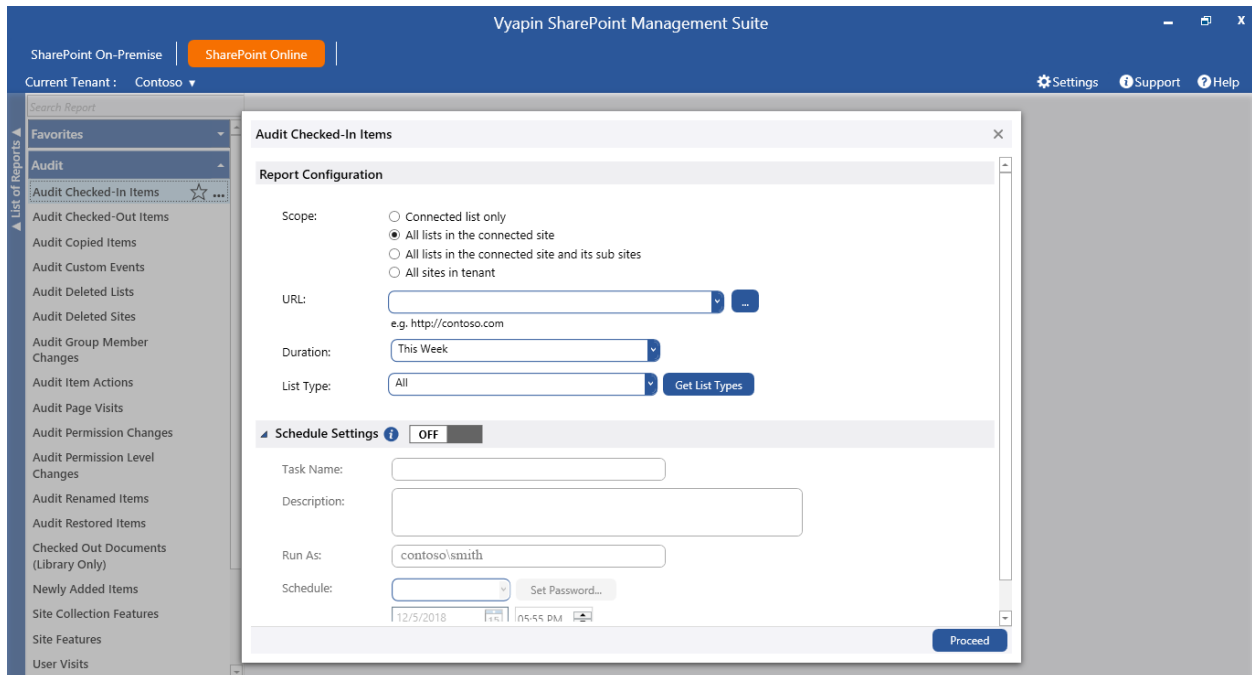 Vyapin SharePoint Management Suite
X
SharePoint On-Premise
SharePoint Online
Current Tenant :
Contoso
Settings
Support
Help
List of Reports
Search Report
Favorites
Audit
Audit Checked-In Items
...
Audit Checked-Out Items
Audit Copied Items
Audit Custom Events
Audit Deleted Lists
Audit Deleted Sites
Audit Group Member
Changes
Audit Item Actions
Audit Page Visits
Audit Permission Changes
Audit Permission Level
Changes
Audit Renamed Items
Audit Restored Items
Checked Out Documents
(Library Only)
Newly Added Items
Site Collection Features
Site Features
User Visits
Audit Checked-In Items
Report Configuration
Scope:
Connected list only
All lists in the connected site
All lists in the connected site and its sub sites
All sites in tenant
URL:
...
e.g. http://contoso.com
Duration:
This Week
List Type:
All
Get List Types
Schedule Settings
OFF
Task Name:
Description:
Run As:
contoso\smith
Schedule:
Set Password...
12/5/2018
15
05:55 PM
Proceed